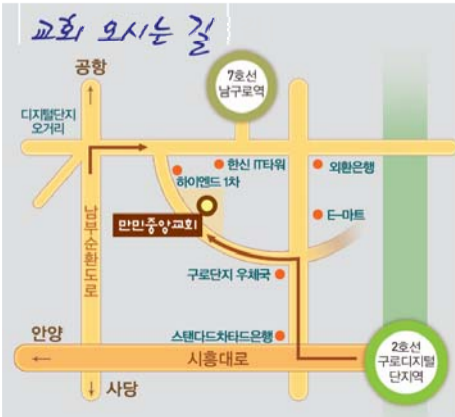 교회 오시는 길
공항
7호선
남구로역
디지털단지
오거리
한신 IT타워
외환은행
하이엔드 1차
E-마트
만민중앙교회
남부순환도로
구로단지 우체국
스탠다드차타드은행
안양
시흥대로
2호선
구로디지털
단지역
사당